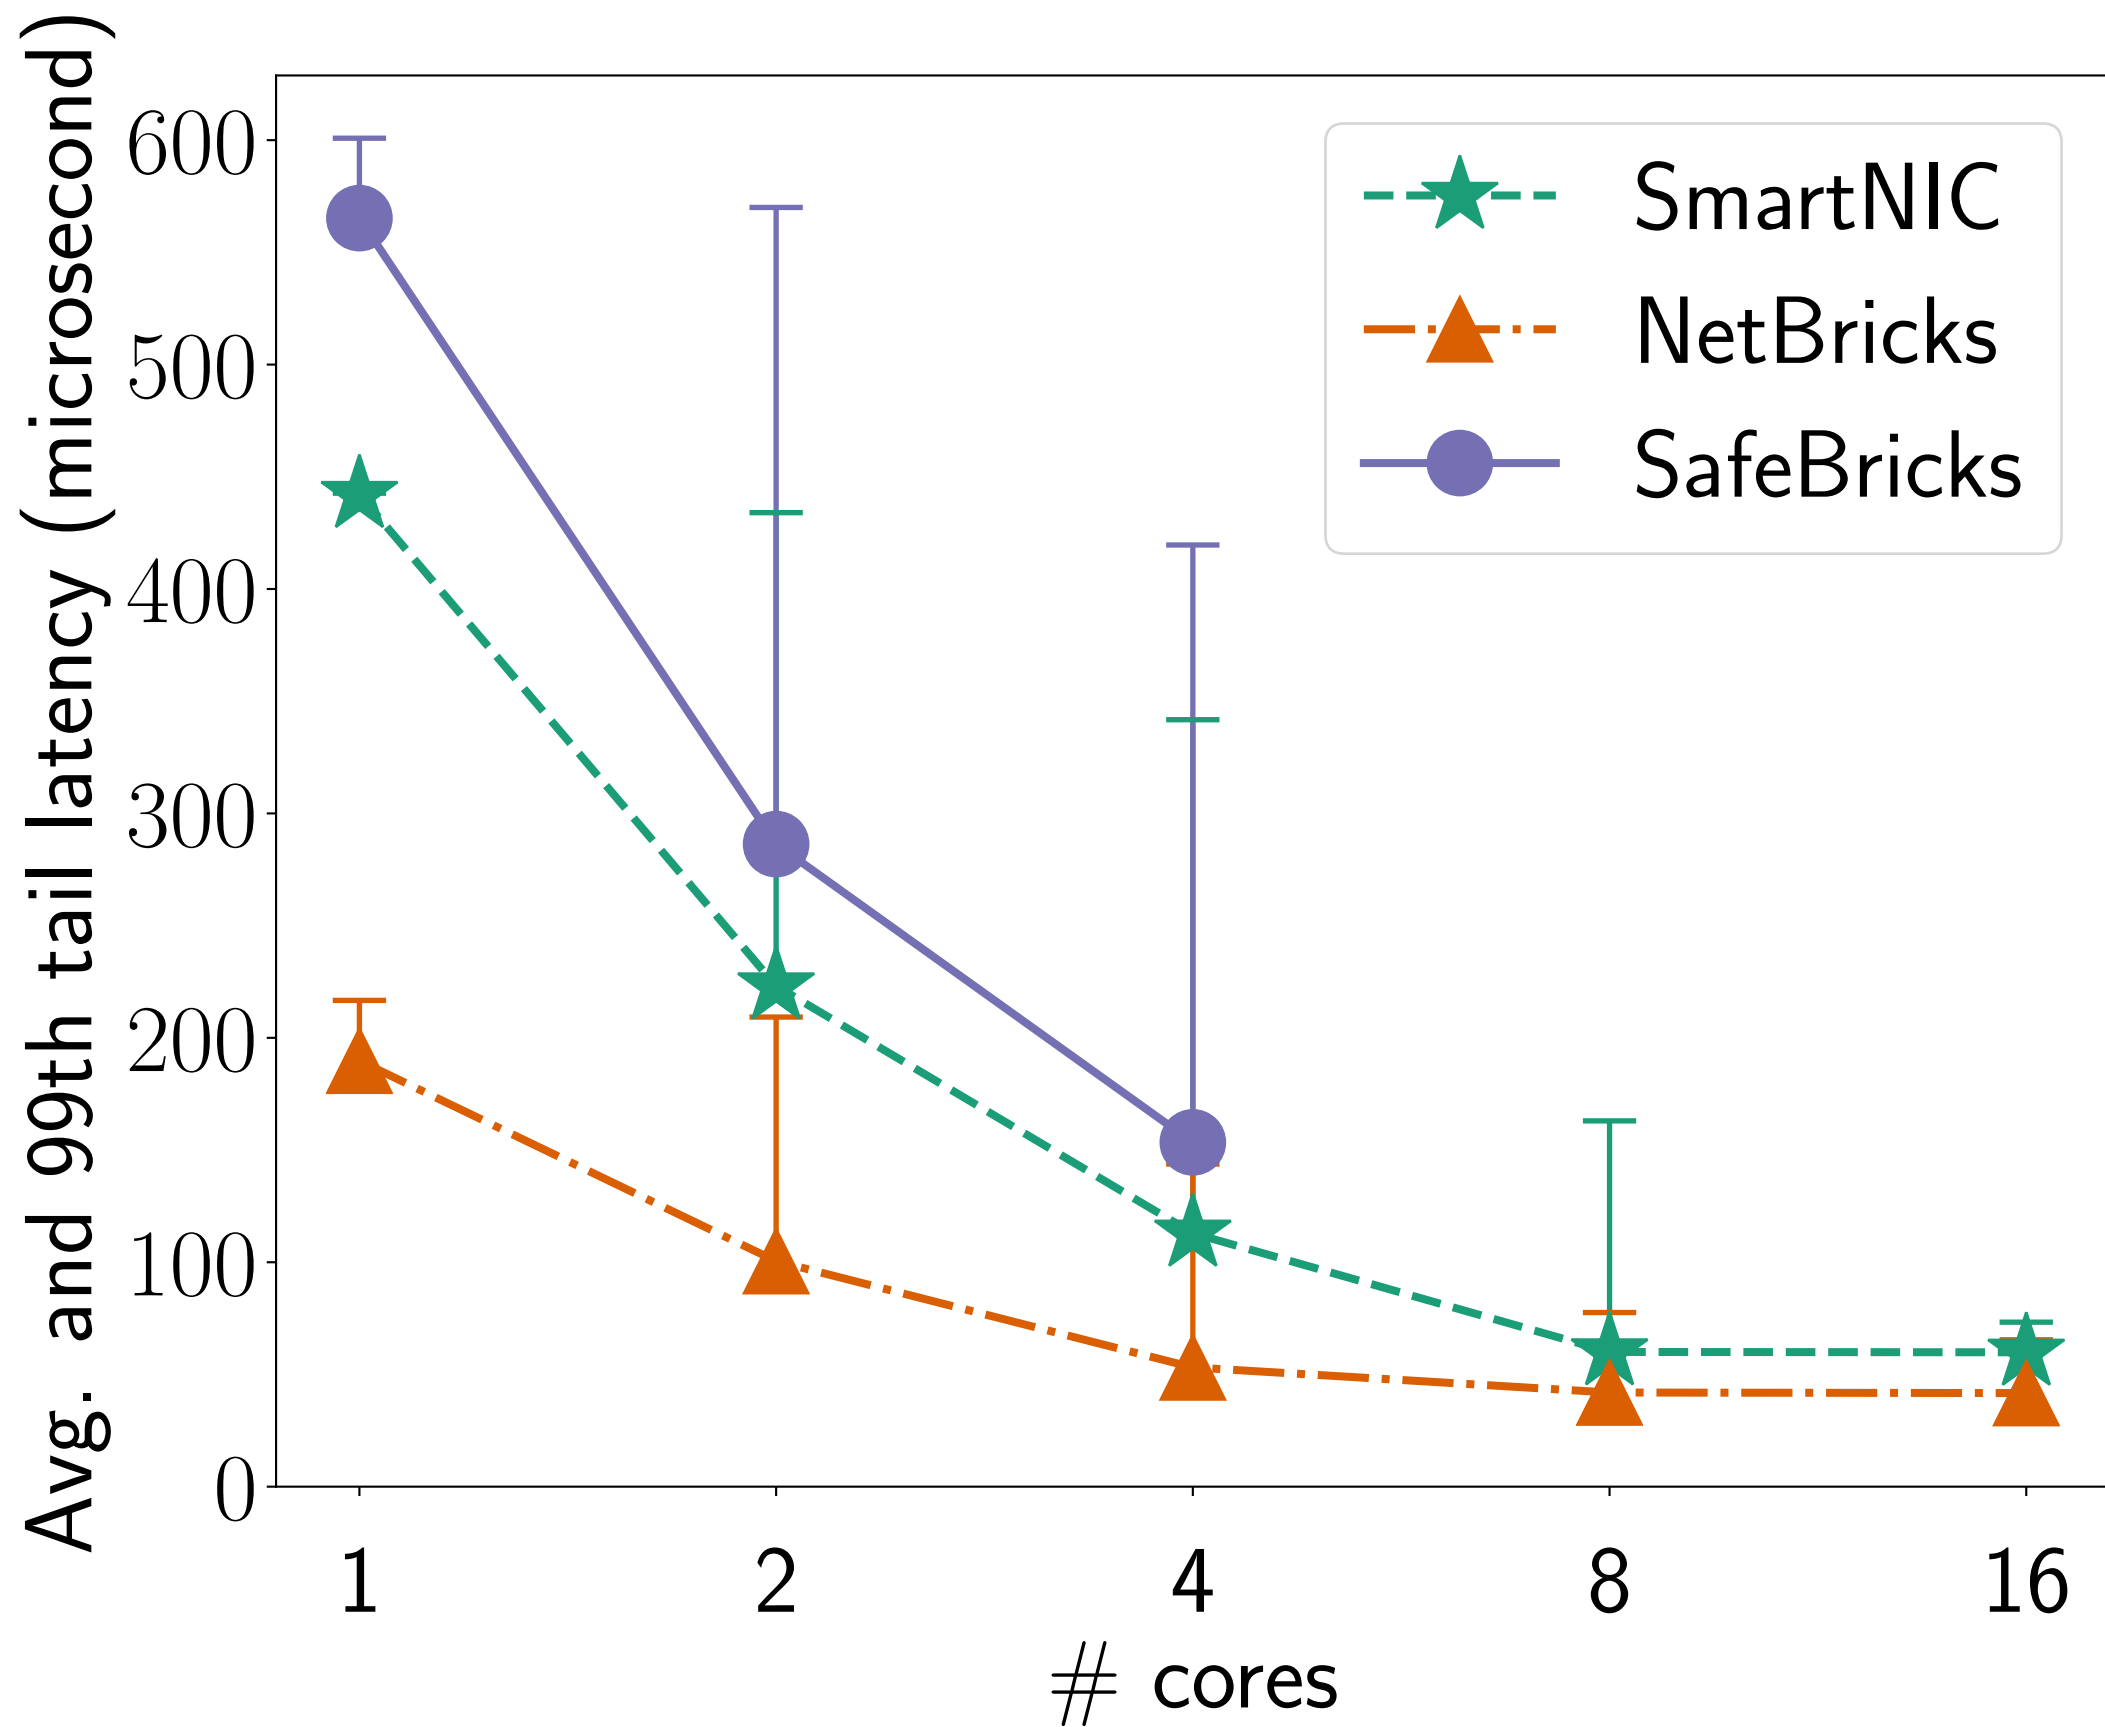 Avg. and 99th tail latency (microsecond)
600
500
400
300
200
100
0
SmartNIC
NetBricks
SafeBricks
1 2 4 8 16
# cores